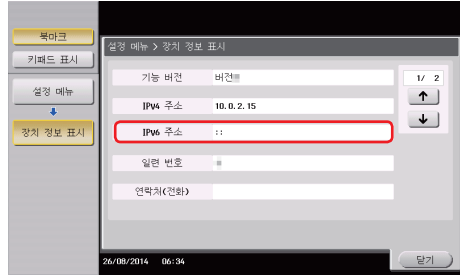 북마크
키패드 표시
설정 메뉴
장치 정보 표시
설정 메뉴 > 장치 정보 표시
기능 버전 버전
1/ 2
IPv4 주소 10.0.2.15
IPv6 주소 ::
일련 번호
연락처(전화)
26/08/2014 06:34
닫기